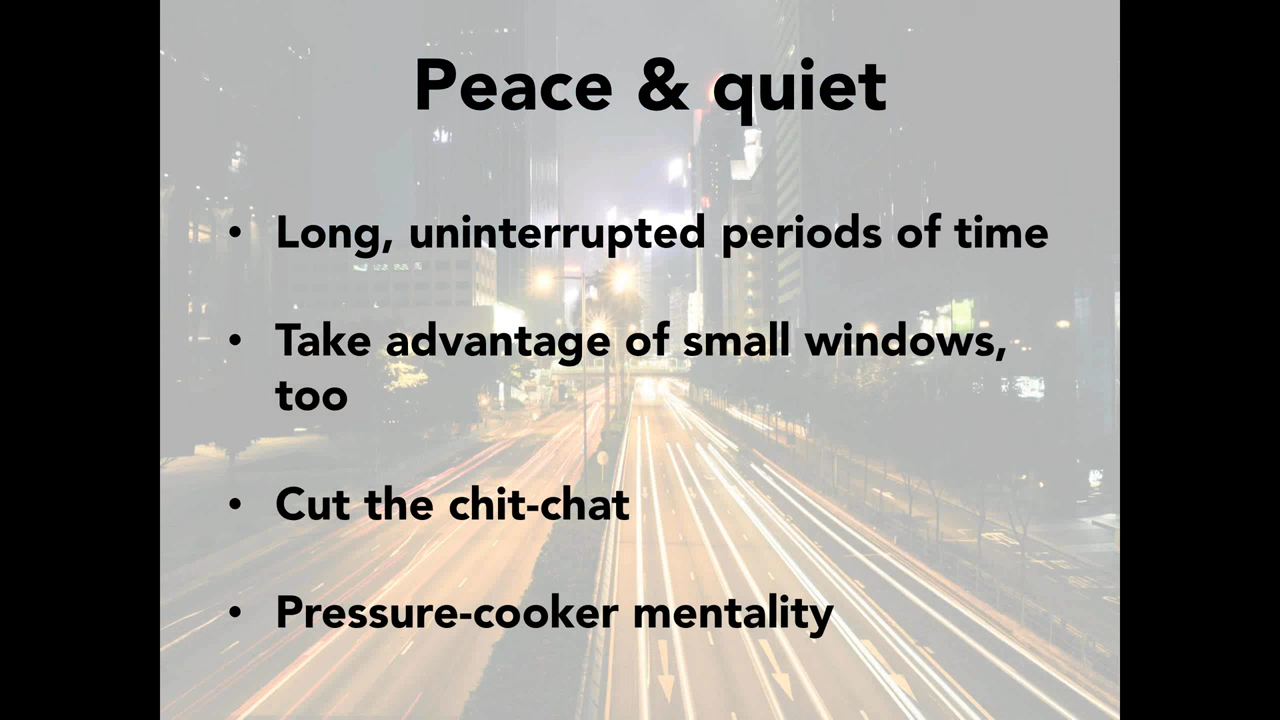 Peace & quiet
• Long, uninterrupted periods of time
• Take advantage of small windows,
too
• Cut the chit-chat
• Pressure-cooker mentality